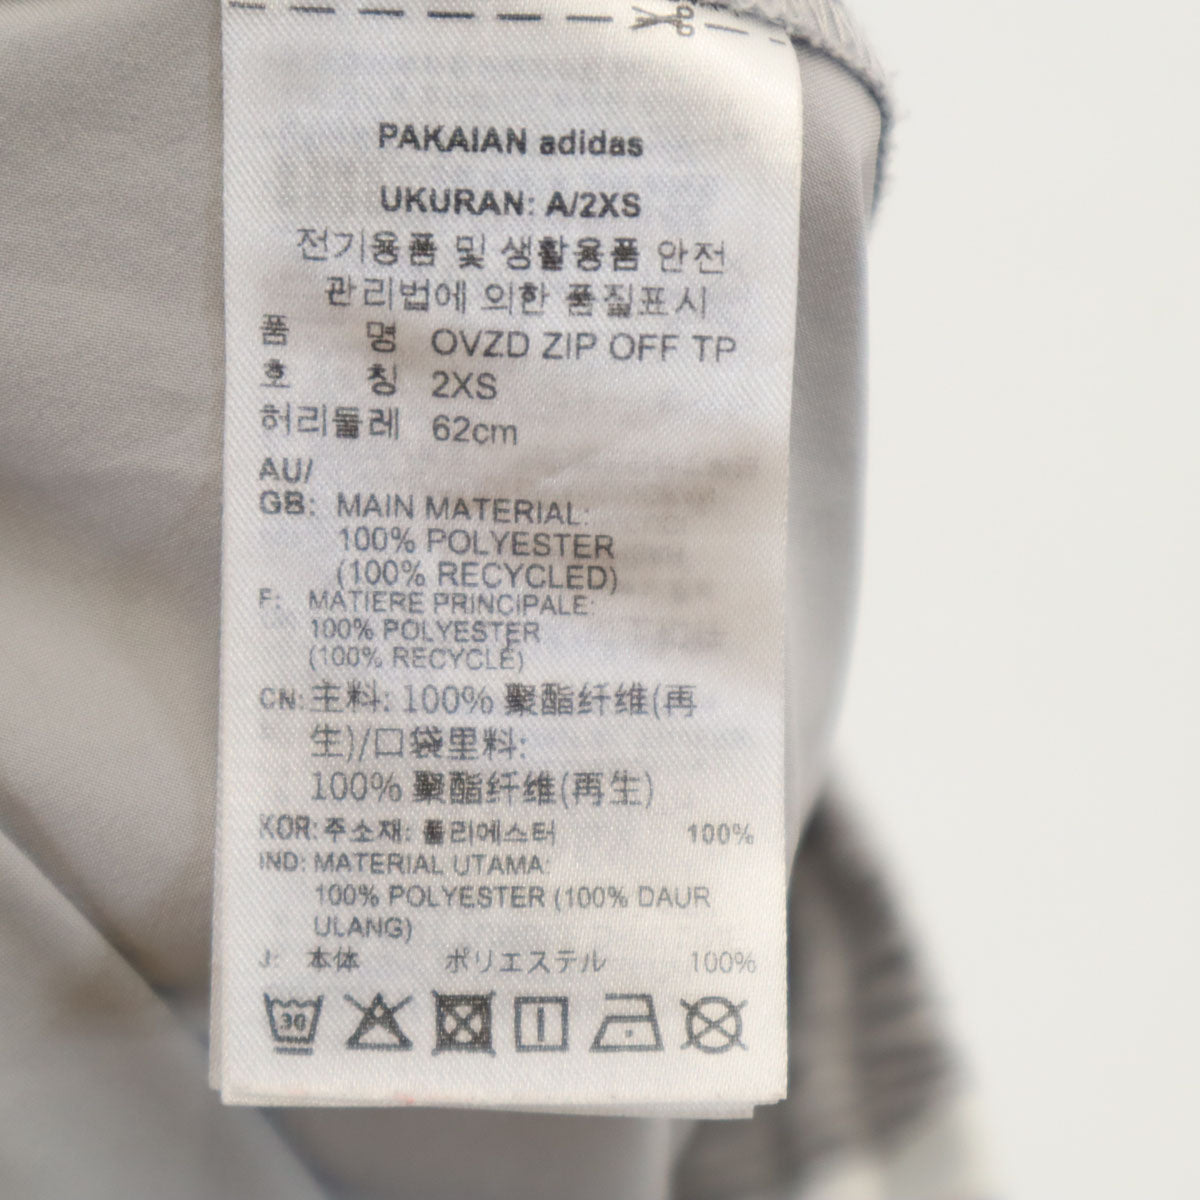 PAKAIAN adidas
UKURAN: A/2XS
전기용품 및 생활용품 안전
관리법에 의한 품질표시
품 명 OVZD ZIP OFF TP
호 칭 2XS
허리둘레 62cm
AU/
GB: MAIN MATERIAL:
100% POLYESTER
(100% RECYCLED)
F: MATIERE PRINCIPALE:
100% POLYESTER
(100% RECYCLÉ)
CN: 主料: 100% 聚酯纤维(再
生)/口袋里料:
100% 聚酯纤维(再生)
KOR: 주소재: 폴리에스터 100%
IND: MATERIAL UTAMA:
100% POLYESTER (100% DAUR
ULANG)
J: 本体 ポリエステル 100%
30